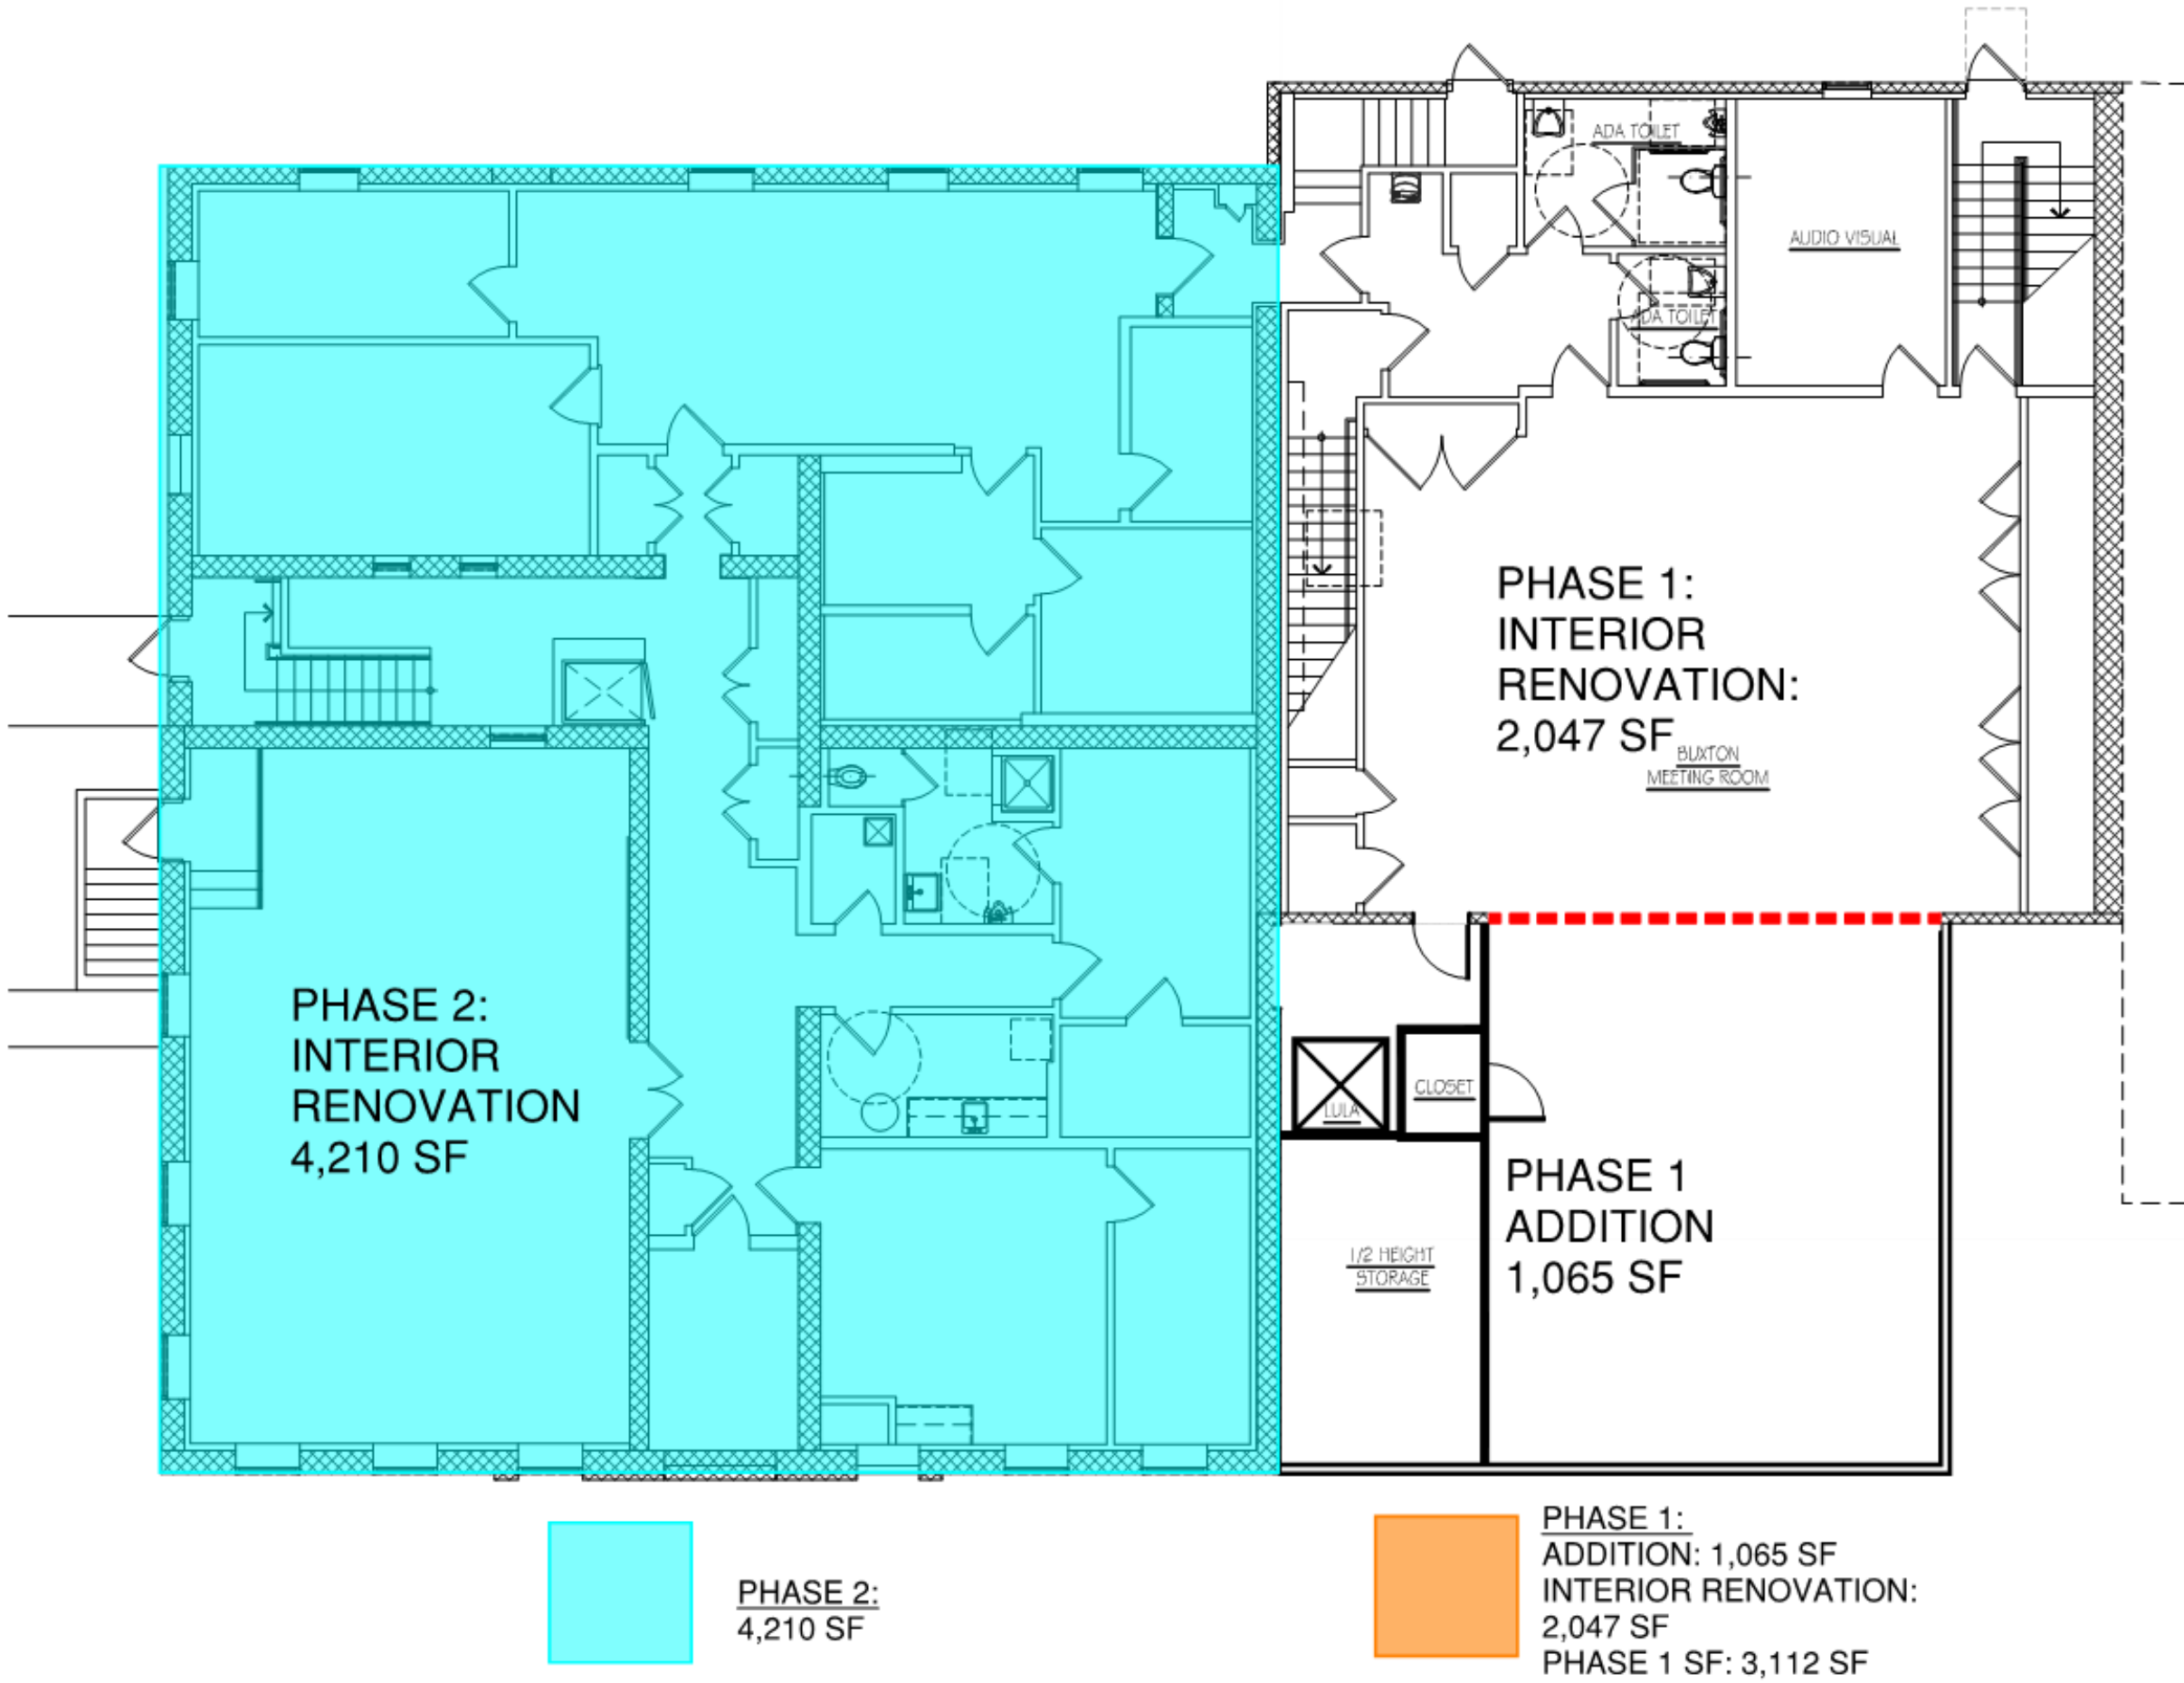 ADA TOILET
AUDIO VISUAL
ADA TOILET
PHASE 1:
INTERIOR
RENOVATION:
2,047 SF
BUXTON
MEETING ROOM
PHASE 2:
INTERIOR
RENOVATION
4,210 SF
CLOSET
LULA
PHASE 1
ADDITION
1,065 SF
1/2 HEIGHT
STORAGE
PHASE 2:
4,210 SF
PHASE 1:
ADDITION: 1,065 SF
INTERIOR RENOVATION:
2,047 SF
PHASE 1 SF: 3,112 SF